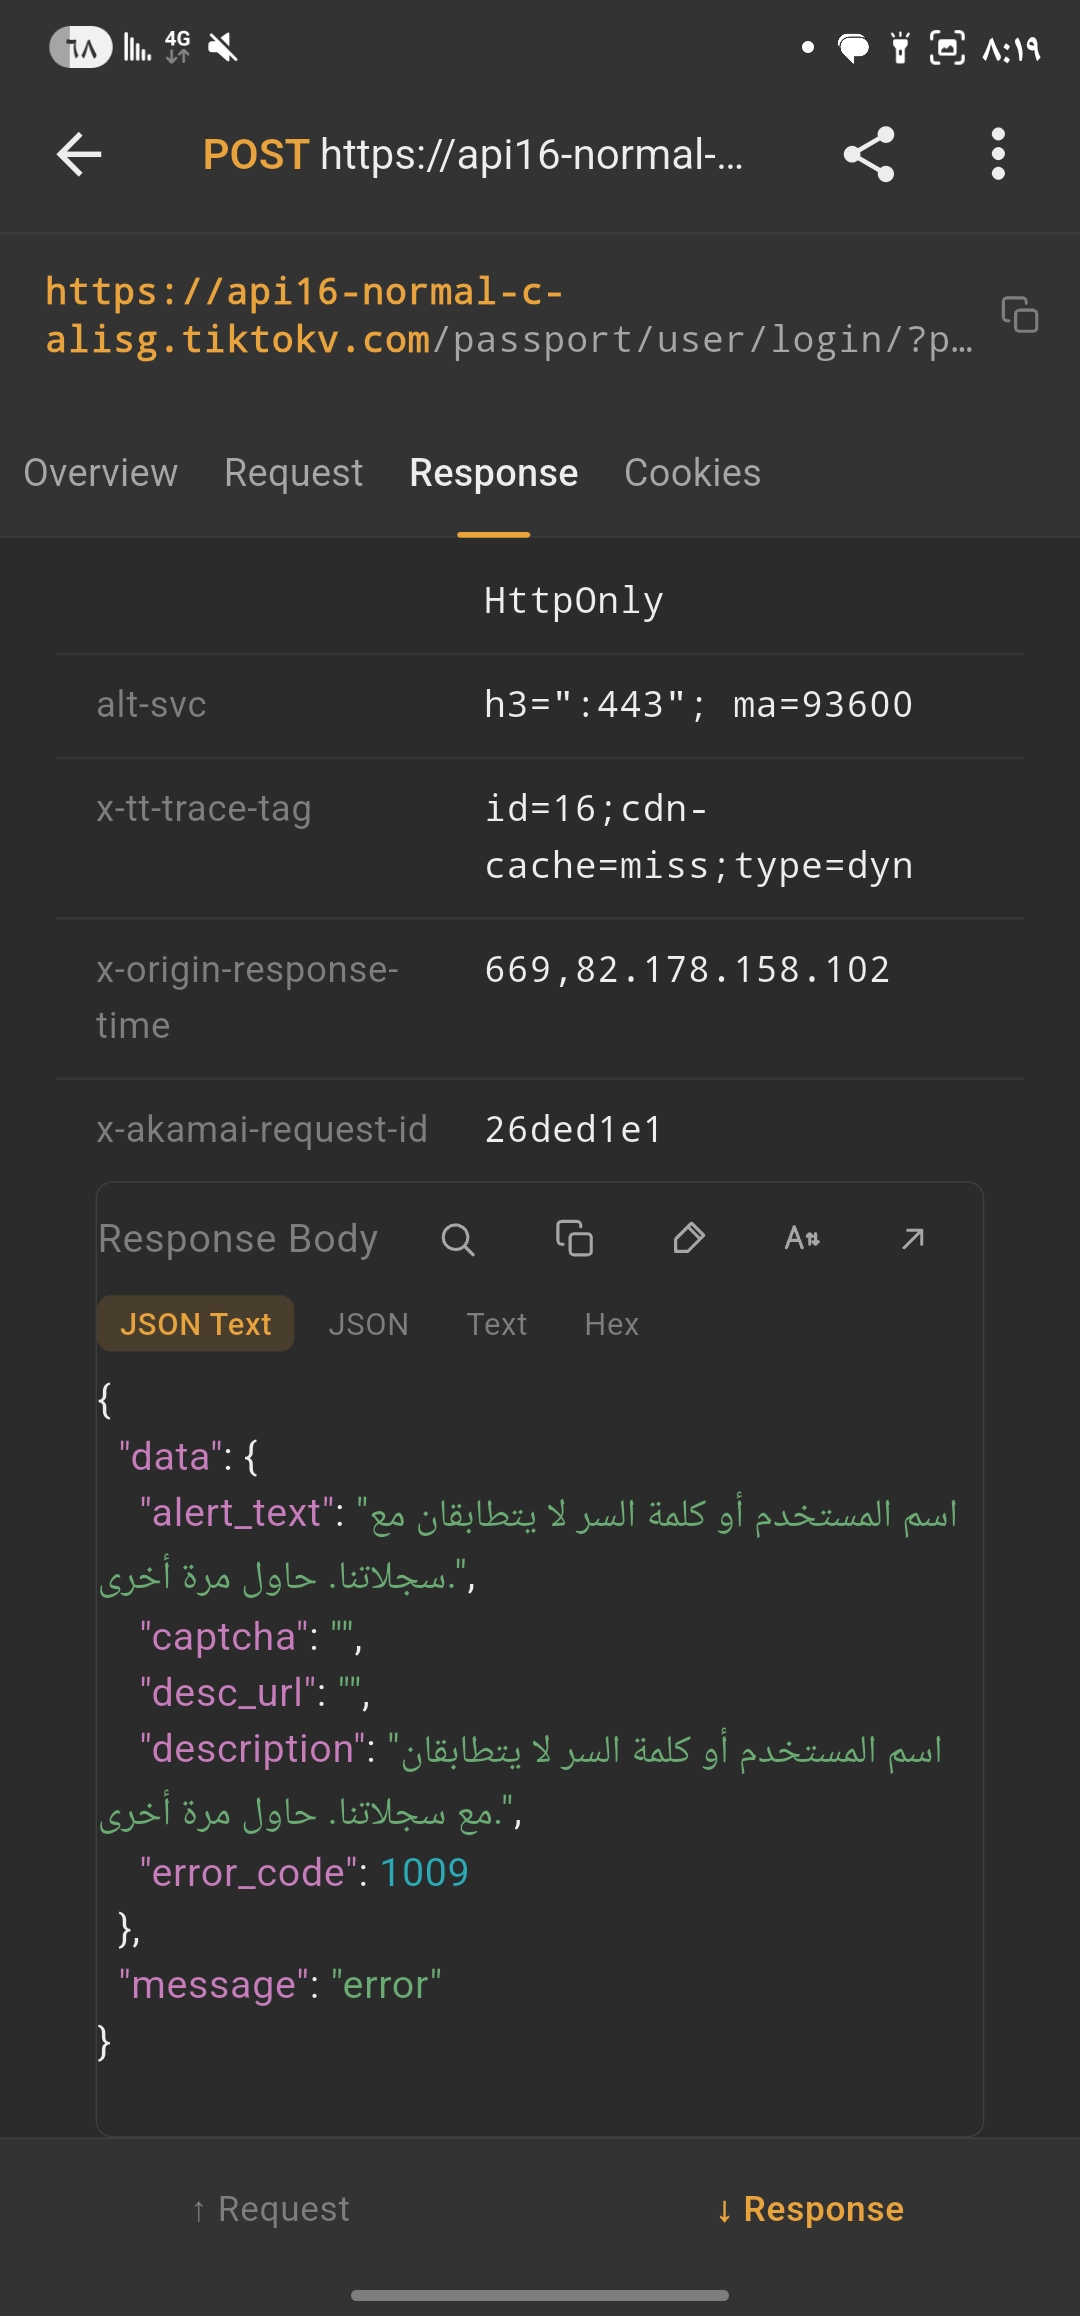 ٦٨ 4G ٨:١٩
POST https://api16-normal-...
https://api16-normal-c-
alisg.tiktokv.com/passport/user/login/?p...
Overview Request Response Cookies
HttpOnly
alt-svc h3=":443"; ma=93600
x-tt-trace-tag id=16;cdn-
cache=miss;type=dyn
x-origin-response- 669,82.178.158.102
time
x-akamai-request-id 26ded1e1
Response Body
JSON Text JSON Text Hex
{
"data": {
"alert_text": "اسم المستخدم أو كلمة السر لا يتطابقان مع
سجلاتنا. حاول مرة أخرى.",
"captcha": "",
"desc_url": "",
"description": "اسم المستخدم أو كلمة السر لا يتطابقان
مع سجلاتنا. حاول مرة أخرى.",
"error_code": 1009
},
"message": "error"
}
↑ Request ↓ Response